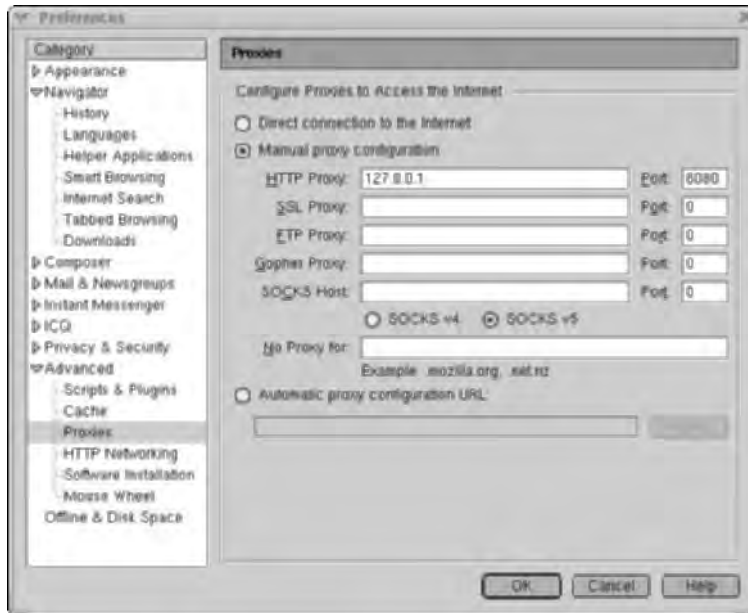 Preferences
Category
Appearance
Navigator
History
Languages
Helper Applications
Smart Browsing
Internet Search
Tabbed Browsing
Downloads
Composer
Mail & Newsgroups
Instant Messenger
ICQ
Privacy & Security
Advanced
Scripts & Plugins
Cache
Proxies
HTTP Networking
Software Installation
Mouse Wheel
Offline & Disk Space
Proxies
Configure Proxies to Access the Internet
Direct connection to the Internet
Manual proxy configuration
HTTP Proxy: 127.0.0.1 Port: 8080
SSL Proxy: Port: 0
FTP Proxy: Port: 0
Gopher Proxy: Port: 0
SOCKS Host: Port: 0
SOCKS v4 SOCKS v5
No Proxy for:
Example: .mozilla.org, .net.nz
Automatic proxy configuration URL:
OK Cancel Help